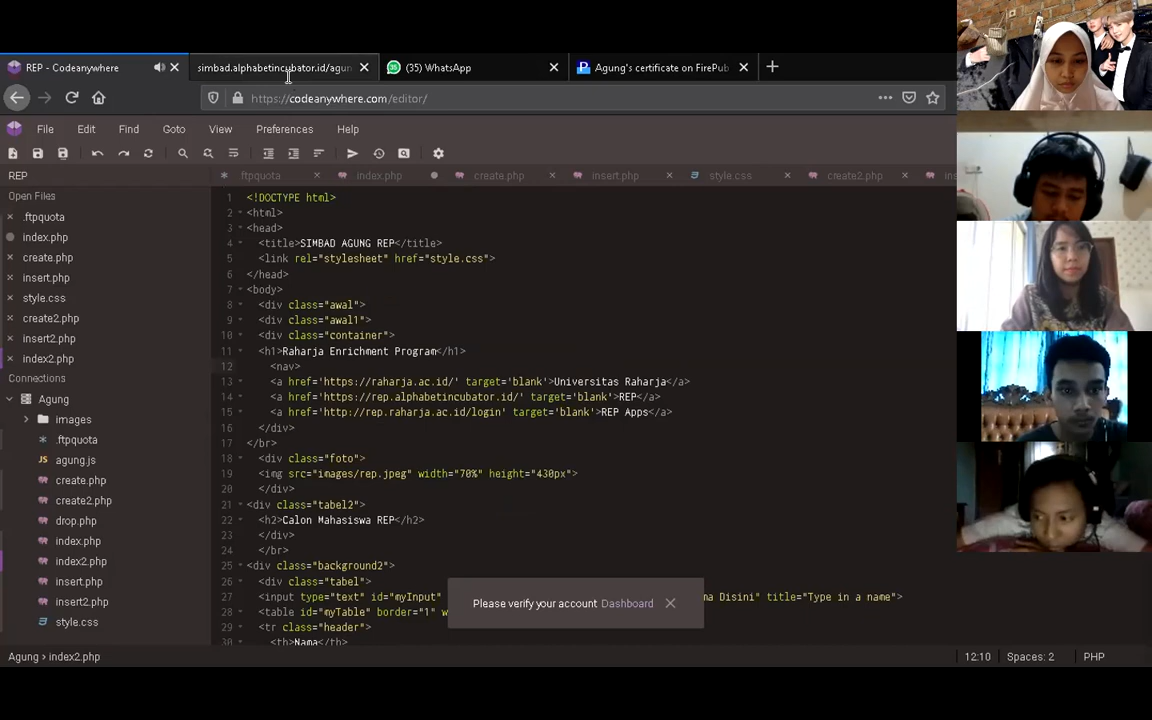 REP - Codeanywhere
simbad.alphabetincubator.id/agun
(35) WhatsApp
Agung's certificate on FirePub
https://codeanywhere.com/editor/
File Edit Find Goto View Preferences Help
REP
ftpquota index.php create.php insert.php style.css create2.php ins
Open Files
.ftpquota
index.php
create.php
insert.php
style.css
create2.php
insert2.php
index2.php
Connections
Agung
images
.ftpquota
agung.js
create.php
create2.php
drop.php
index.php
index2.php
insert.php
insert2.php
style.css
1 <!DOCTYPE html>
2 <html>
3 <head>
4 <title>SIMBAD AGUNG REP</title>
5 <link rel="stylesheet" href="style.css">
6 </head>
7 <body>
8 <div class="awal">
9 <div class="awal1">
10 <div class="container">
11 <h1>Raharja Enrichment Program</h1>
12 <nav>
13 <a href='https://raharja.ac.id/' target='blank'>Universitas Raharja</a>
14 <a href='https://rep.alphabetincubator.id/' target='blank'>REP</a>
15 <a href='http://rep.raharja.ac.id/login' target='blank'>REP Apps</a>
16 </div>
17 </br>
18 <div class="foto">
19 <img src="images/rep.jpeg" width="70%" height="430px">
20 </div>
21 <div class="tabel2">
22 <h2>Calon Mahasiswa REP</h2>
23 </div>
24 </br>
25 <div class="background2">
26 <div class="tabel">
27 <input type="text" id="myInput" ma Disini" title="Type in a name">
28 <table id="myTable" border="1" w
29 <tr class="header">
30 <th>Nama</th>
Please verify your account Dashboard
Agung > index2.php
12:10 Spaces: 2 PHP